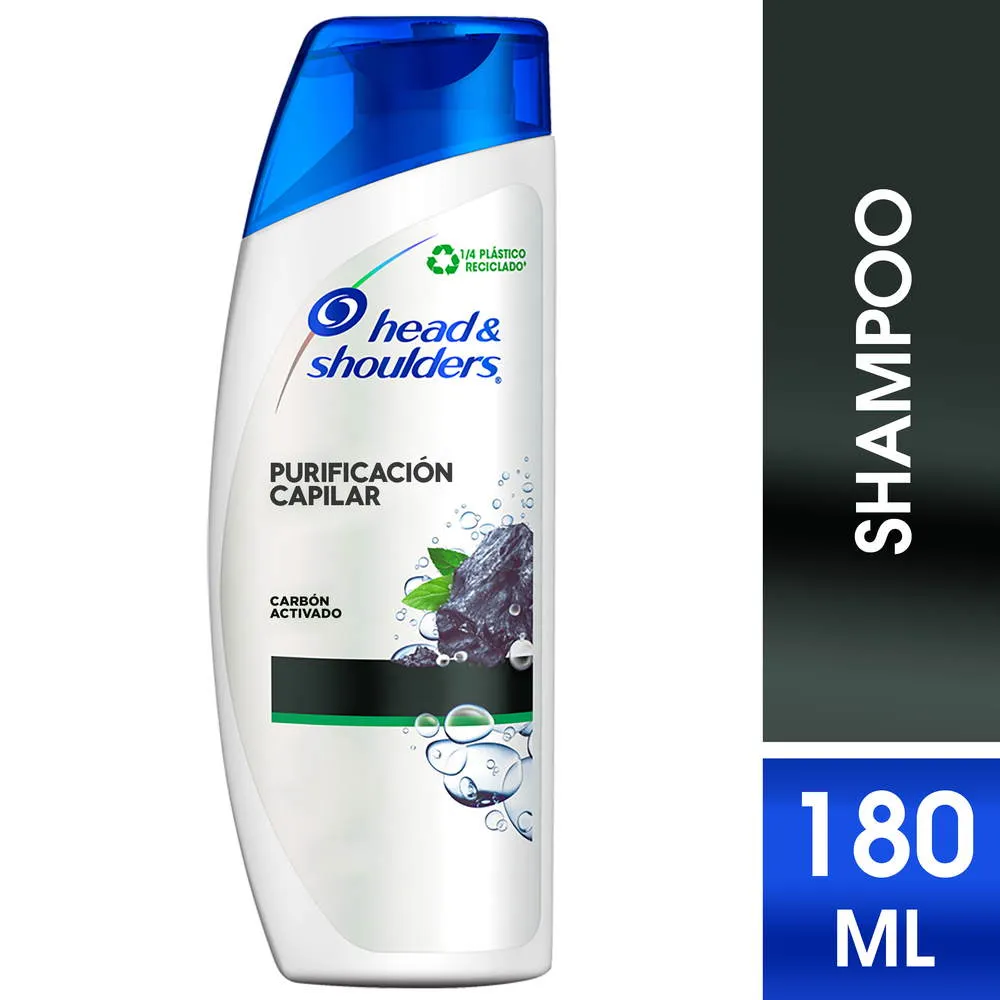 1/4 PLÁSTICO
RECICLADO*
head &
shoulders®
PURIFICACIÓN
CAPILAR
CARBÓN
ACTIVADO
SHAMPOO
180
ML